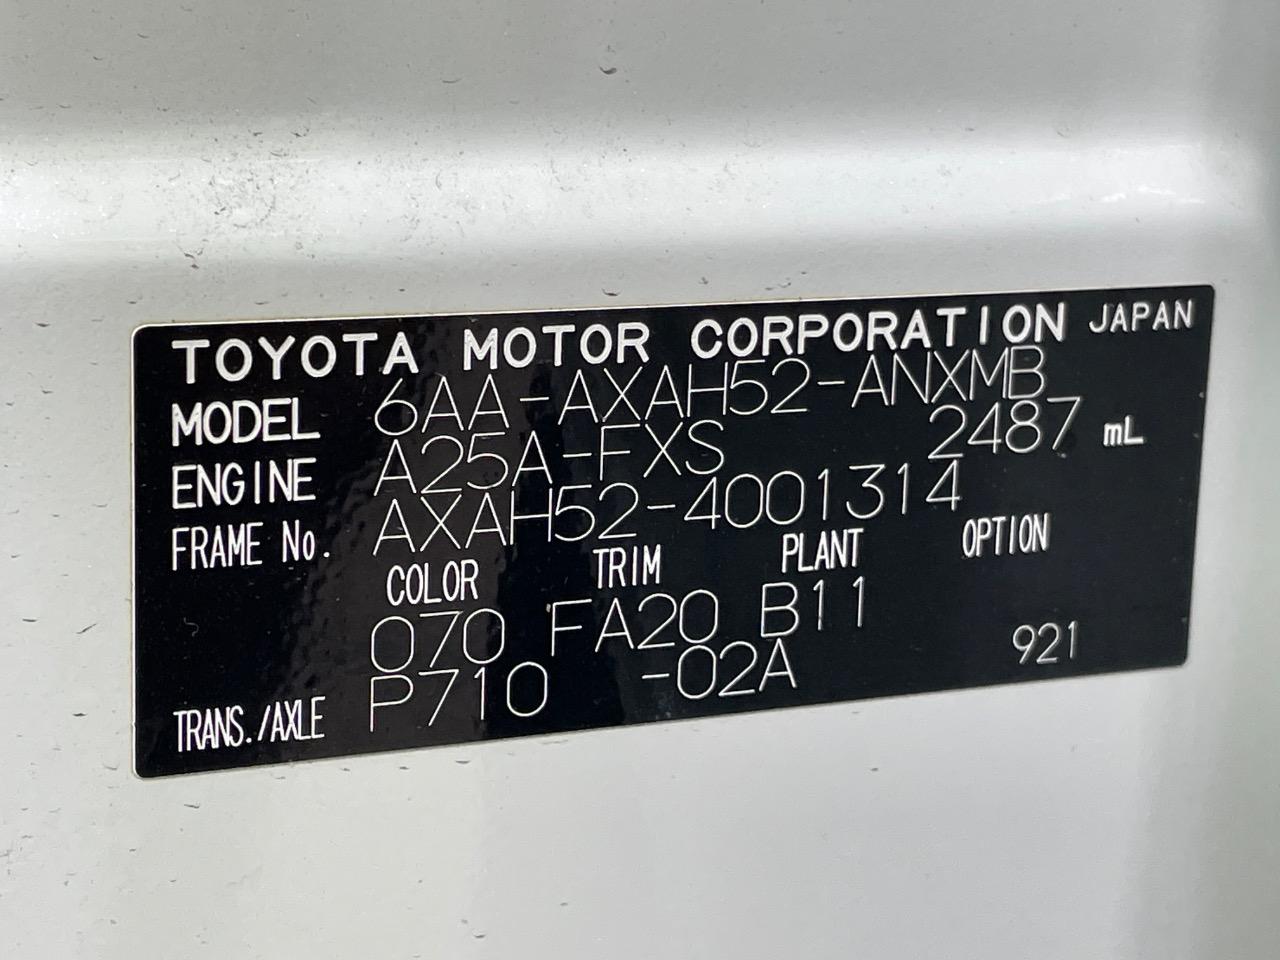 TOYOTA MOTOR CORPORATION JAPAN
MODEL 6AA-AXAH52-ANXMB
ENGINE A25A-FXS 2487 mL
FRAME No. AXAH52-4001314
COLOR TRIM PLANT OPTION
070 FA20 B11
TRANS./AXLE P710 -02A 921